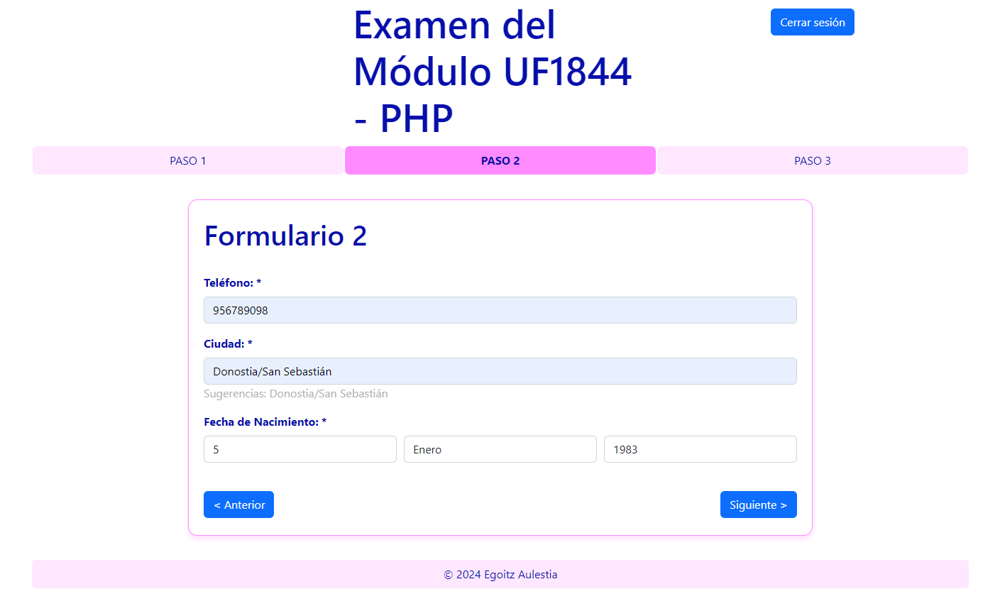 Examen del
Módulo UF1844
- PHP
Cerrar sesión
PASO 1
PASO 2
PASO 3
Formulario 2
Teléfono: *
956789098
Ciudad: *
Donostia/San Sebastián
Sugerencias: Donostia/San Sebastián
Fecha de Nacimiento: *
5
Enero
1983
< Anterior
Siguiente >
© 2024 Egoitz Aulestia